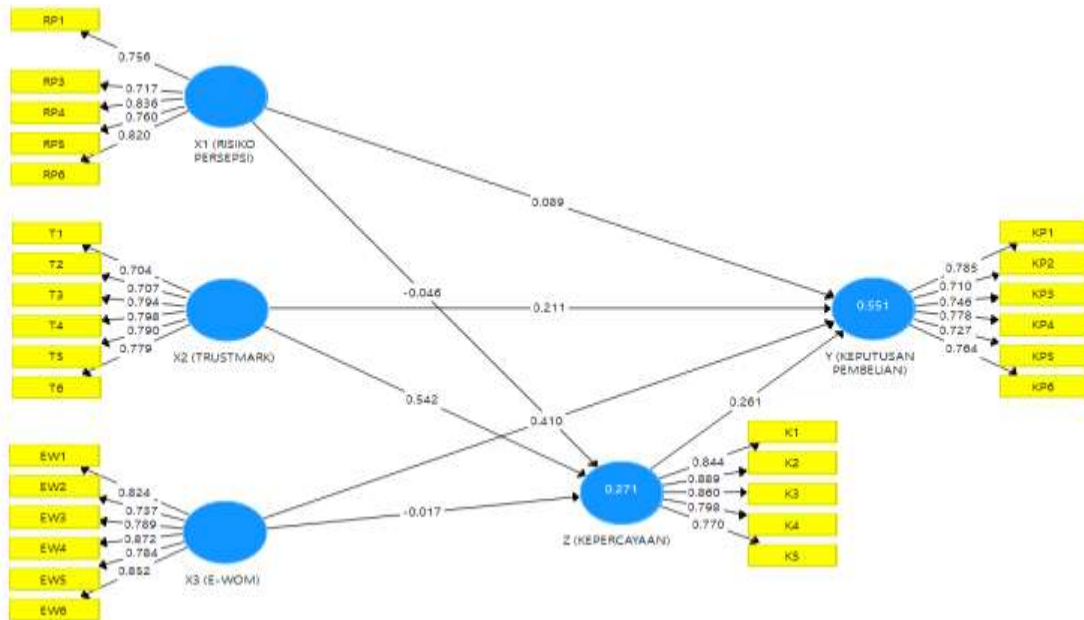 RP1
0.756
RP3
0.717
RP4
0.836
0.760
RP5
0.820
RP6
X1 (RISIKO
PERSEPSI)
0.089
T1
0.704
T2
0.707
T3
0.794
T4
0.798
0.790
T5
0.779
T6
X2 (TRUSTMARK)
-0.046
0.211
0.542
KP1
0.785
KP2
0.710
KP3
0.746
0.778
KP4
0.727
KP5
0.764
KP6
0.551
Y (KEPUTUSAN
PEMBELIAN)
0.261
0.410
EW1
0.824
EW2
0.737
EW3
0.789
EW4
0.872
0.784
EW5
0.852
EW6
X3 (E-WOM)
-0.017
K1
0.844
K2
0.889
K3
0.860
0.798
K4
0.770
K5
0.271
Z (KEPERCAYAAN)